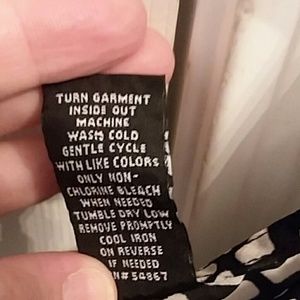 TURN GARMENT
INSIDE OUT
MACHINE
WASH COLD
GENTLE CYCLE
WITH LIKE COLORS
ONLY NON-
CHLORINE BLEACH
WHEN NEEDED
TUMBLE DRY LOW
REMOVE PROMPTLY
COOL IRON
ON REVERSE
IF NEEDED
RN# 54867